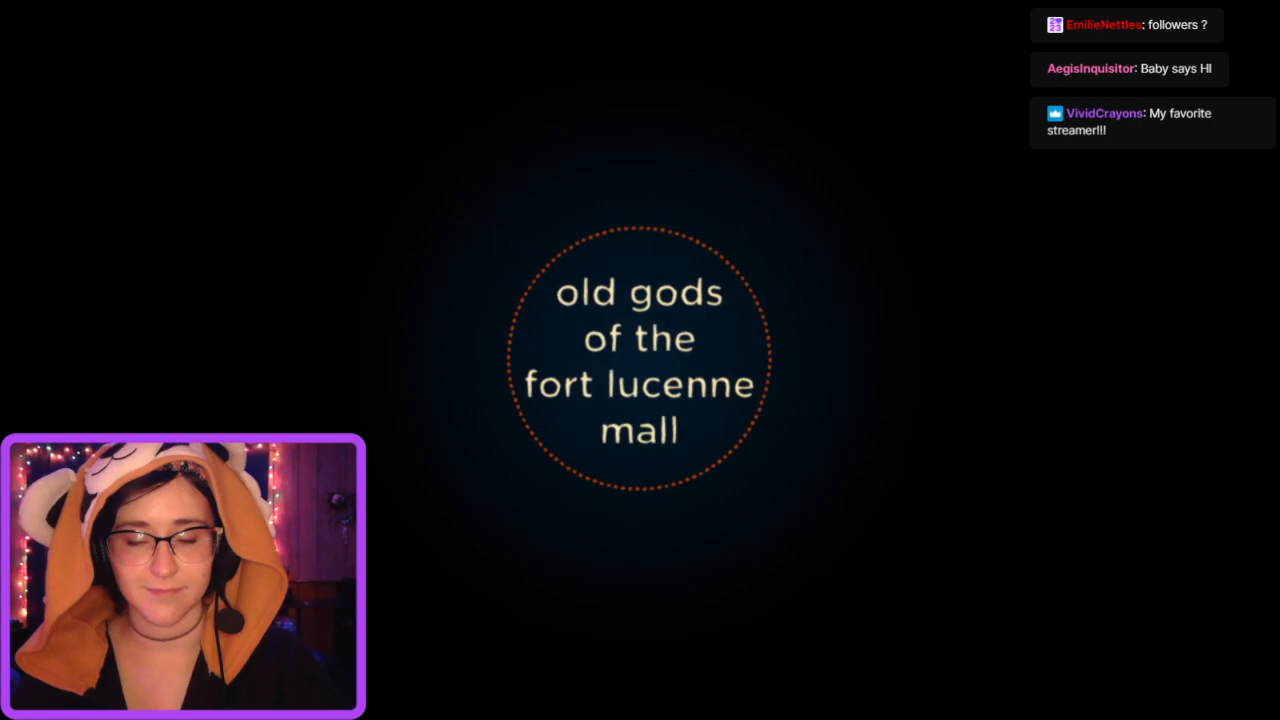 EmilieNettles: followers ?
AegisInquisitor: Baby says HI
VividCrayons: My favorite
streamer!!!
old gods
of the
fort lucenne
mall